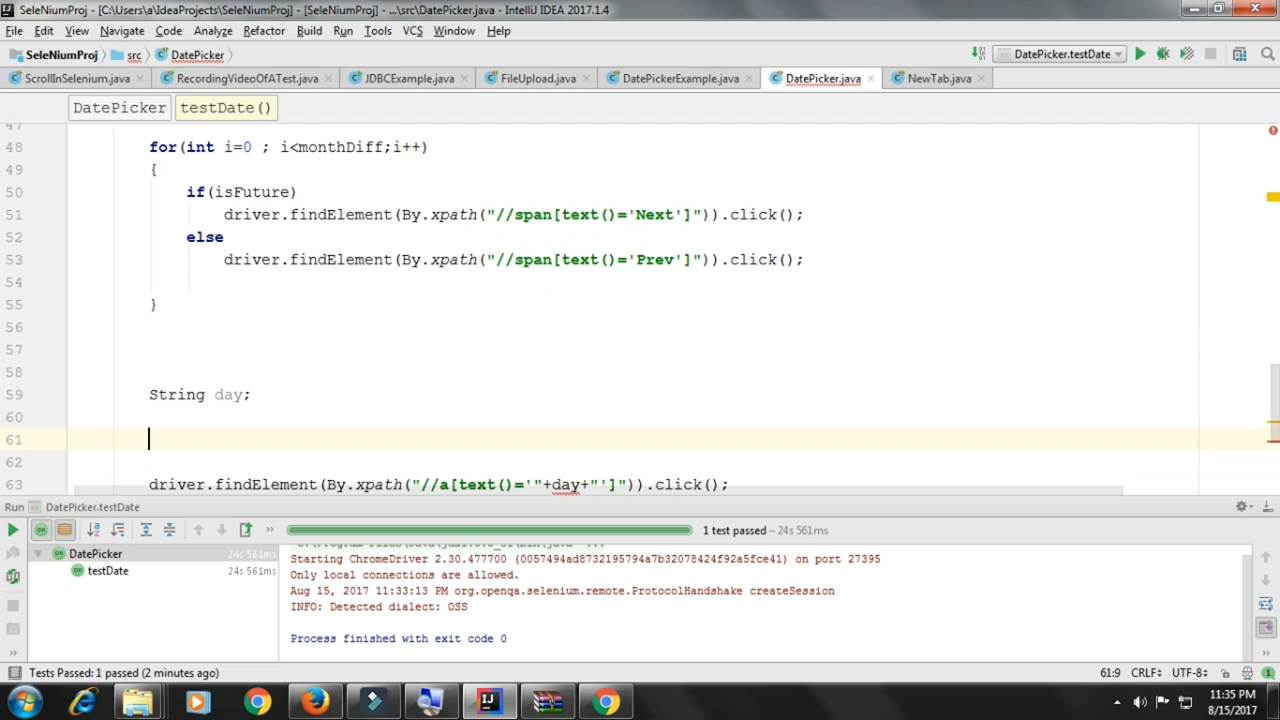 SeleNiumProj - [C:\Users\a\IdeaProjects\SeleNiumProj] - [SeleNiumProj] - ...\src\DatePicker.java - IntelliJ IDEA 2017.1.4
File Edit View Navigate Code Analyze Refactor Build Run Tools VCS Window Help
SeleNiumProj src DatePicker DatePicker.testDate
ScrollInSelenium.java RecordingVideoOfATest.java JDBCExample.java FileUpload.java DatePickerExample.java DatePicker.java NewTab.java
DatePicker testDate()
47
48 for(int i=0 ; i<monthDiff;i++)
49 {
50 if(isFuture)
51 driver.findElement(By.xpath("//span[text()='Next']")).click();
52 else
53 driver.findElement(By.xpath("//span[text()='Prev']")).click();
54
55 }
56
57
58
59 String day;
60
61
62
63 driver.findElement(By.xpath("//a[text()='"+day+"']")).click();
Run DatePicker.testDate
1 test passed – 24s 561ms
DatePicker 24s 561ms
testDate 24s 561ms
Starting ChromeDriver 2.30.477700 (0057494ad8732195794a7b32078424f92a5fce41) on port 27395
Only local connections are allowed.
Aug 15, 2017 11:33:13 PM org.openqa.selenium.remote.ProtocolHandshake createSession
INFO: Detected dialect: OSS
Process finished with exit code 0
Tests Passed: 1 passed (2 minutes ago) 61:9 CRLF UTF-8 1
11:35 PM
8/15/2017